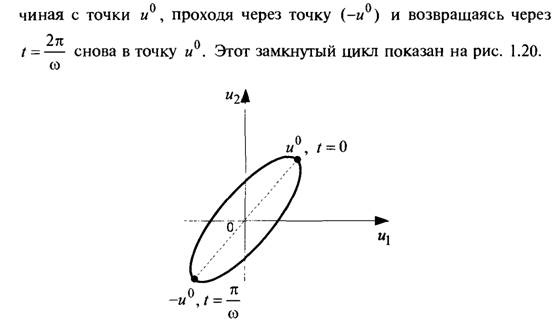 чиная с точки u⁰, проходя через точку (−u⁰) и возвращаясь через
t = 2π/ω снова в точку u⁰. Этот замкнутый цикл показан на рис. 1.20.
u₂
u⁰, t = 0
0
u₁
−u⁰, t = π/ω